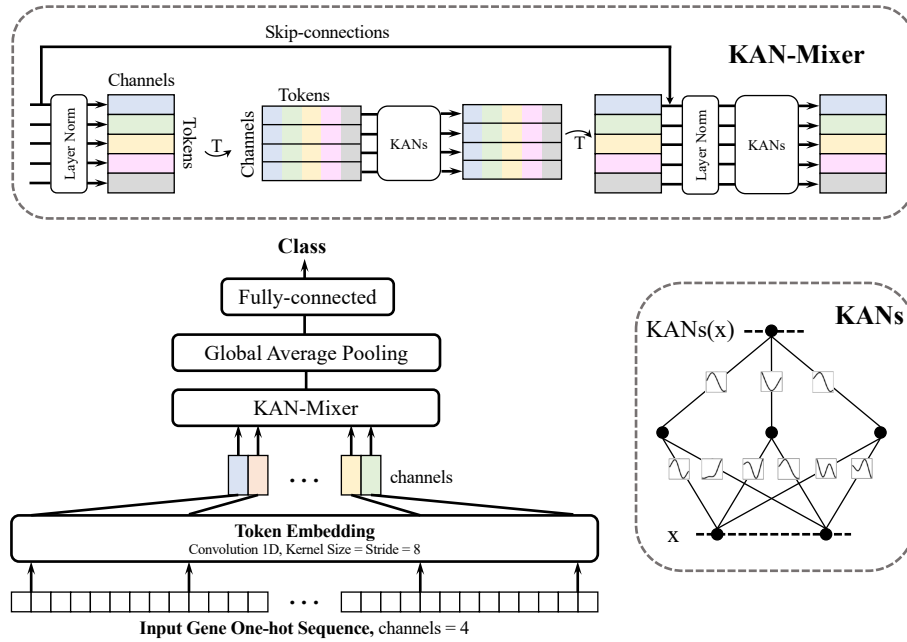 Skip-connections
KAN-Mixer
Channels
Layer Norm
Tokens
T
Tokens
Channels
KANs
T
Layer Norm
KANs
Class
Fully-connected
Global Average Pooling
KAN-Mixer
channels
Token Embedding
Convolution 1D, Kernel Size = Stride = 8
Input Gene One-hot Sequence, channels = 4
KANs
KANs(x)
x